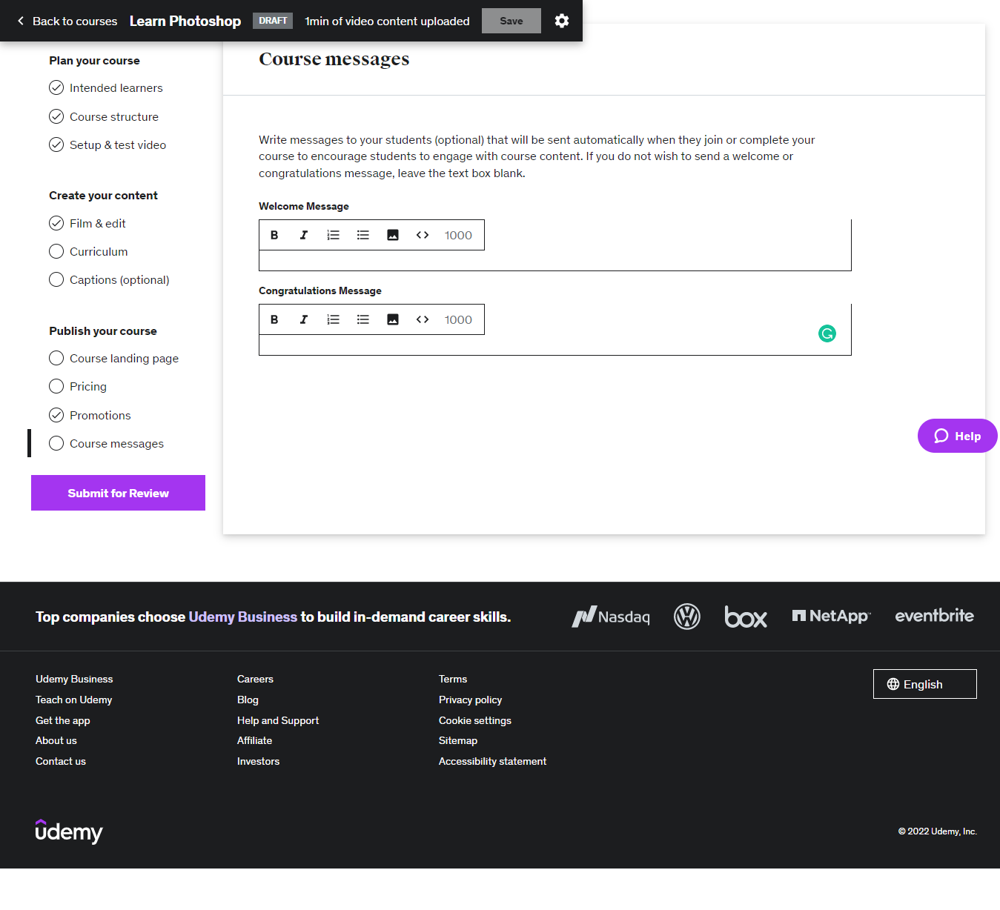 Back to courses Learn Photoshop DRAFT 1min of video content uploaded Save
Plan your course
Intended learners
Course structure
Setup & test video
Create your content
Film & edit
Curriculum
Captions (optional)
Publish your course
Course landing page
Pricing
Promotions
Course messages
Submit for Review
Course messages
Write messages to your students (optional) that will be sent automatically when they join or complete your
course to encourage students to engage with course content. If you do not wish to send a welcome or
congratulations message, leave the text box blank.
Welcome Message
B I 1000
Congratulations Message
B I 1000
Help
Top companies choose Udemy Business to build in-demand career skills.
Nasdaq
box
NetApp
eventbrite
Udemy Business
Teach on Udemy
Get the app
About us
Contact us
Careers
Blog
Help and Support
Affiliate
Investors
Terms
Privacy policy
Cookie settings
Sitemap
Accessibility statement
English
udemy
© 2022 Udemy, Inc.